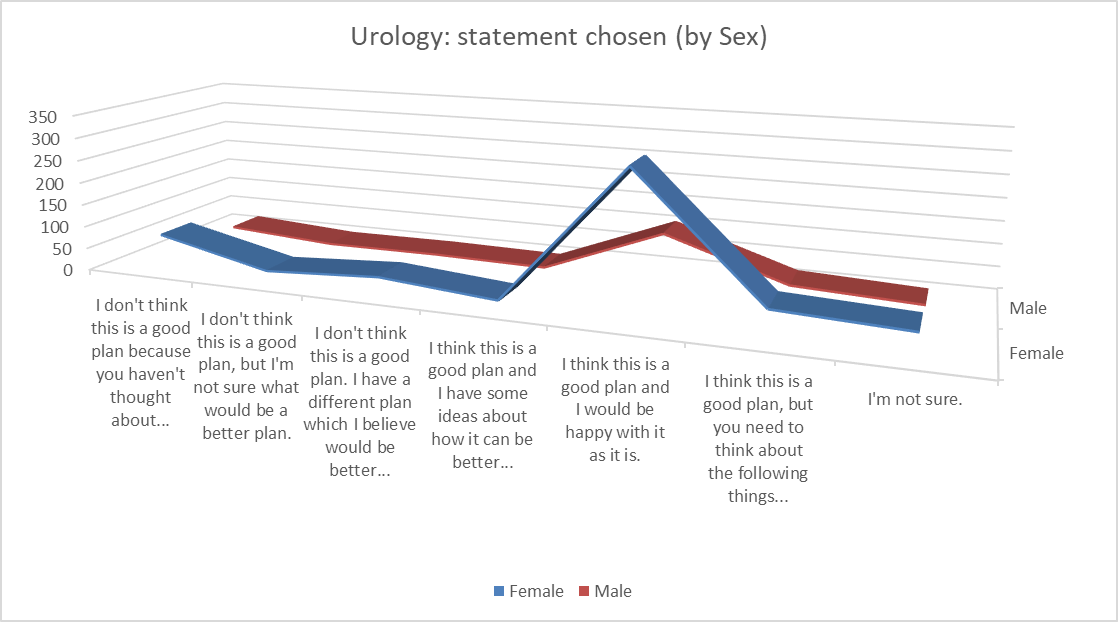 Urology: statement chosen (by Sex)
350
300
250
200
150
100
50
0
I don't think
this is a good
plan because
you haven't
thought
about...
I don't think
this is a good
plan, but I'm
not sure what
would be a
better plan.
I don't think
this is a good
plan. I have a
different plan
which I believe
would be
better...
I think this is a
good plan and
I have some
ideas about
how it can be
better...
I think this is a
good plan and
I would be
happy with it
as it is.
I think this is a
good plan, but
you need to
think about
the following
things...
I'm not sure.
Male
Female
Female
Male